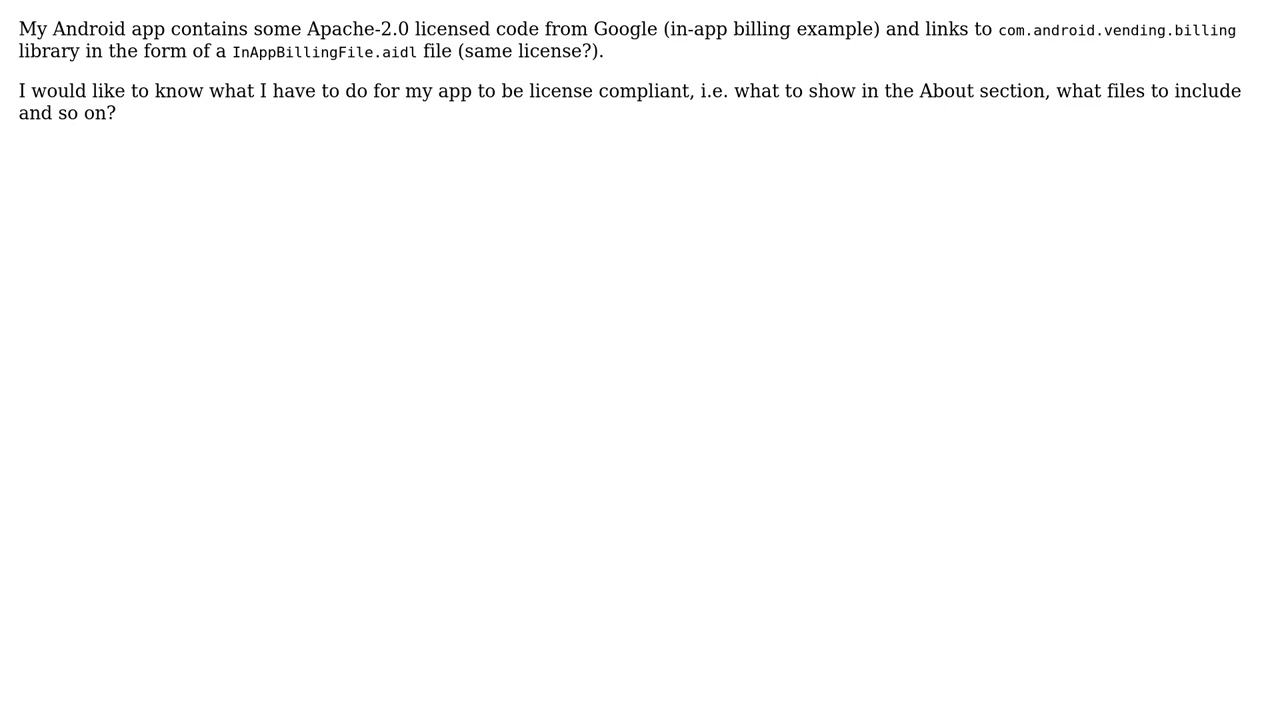 My Android app contains some Apache-2.0 licensed code from Google (in-app billing example) and links to com.android.vending.billing
library in the form of a InAppBillingFile.aidl file (same license?).
I would like to know what I have to do for my app to be license compliant, i.e. what to show in the About section, what files to include
and so on?